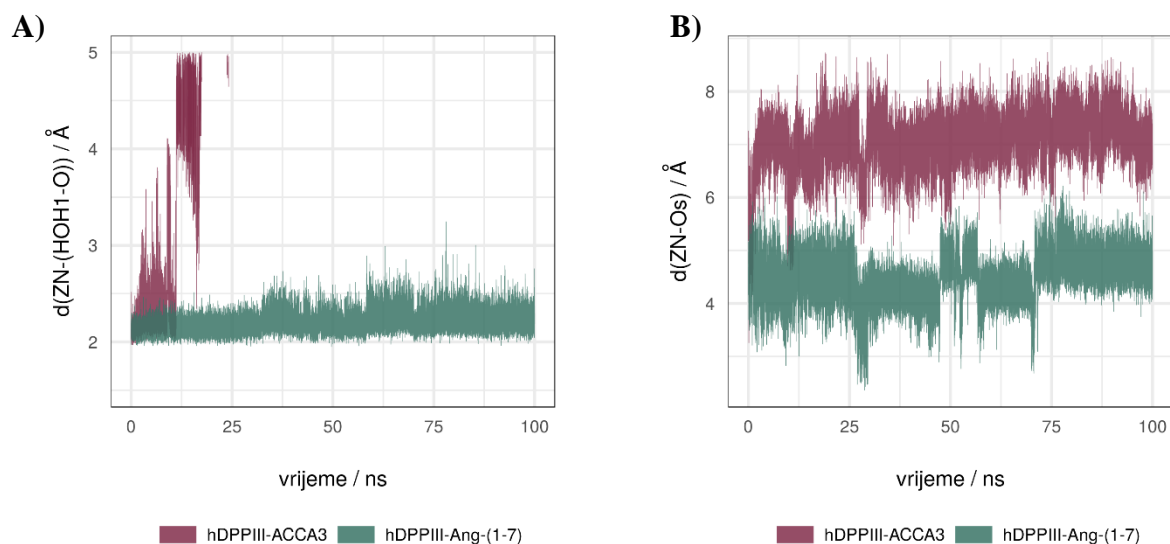 A)
d(ZN-(HOH1-O)) / Å
5
4
3
2
0
25
50
75
100
vrijeme / ns
hDPPIII-ACCA3
hDPPIII-Ang-(1-7)
B)
d(ZN-Os) / Å
8
6
4
0
25
50
75
100
vrijeme / ns
hDPPIII-ACCA3
hDPPIII-Ang-(1-7)